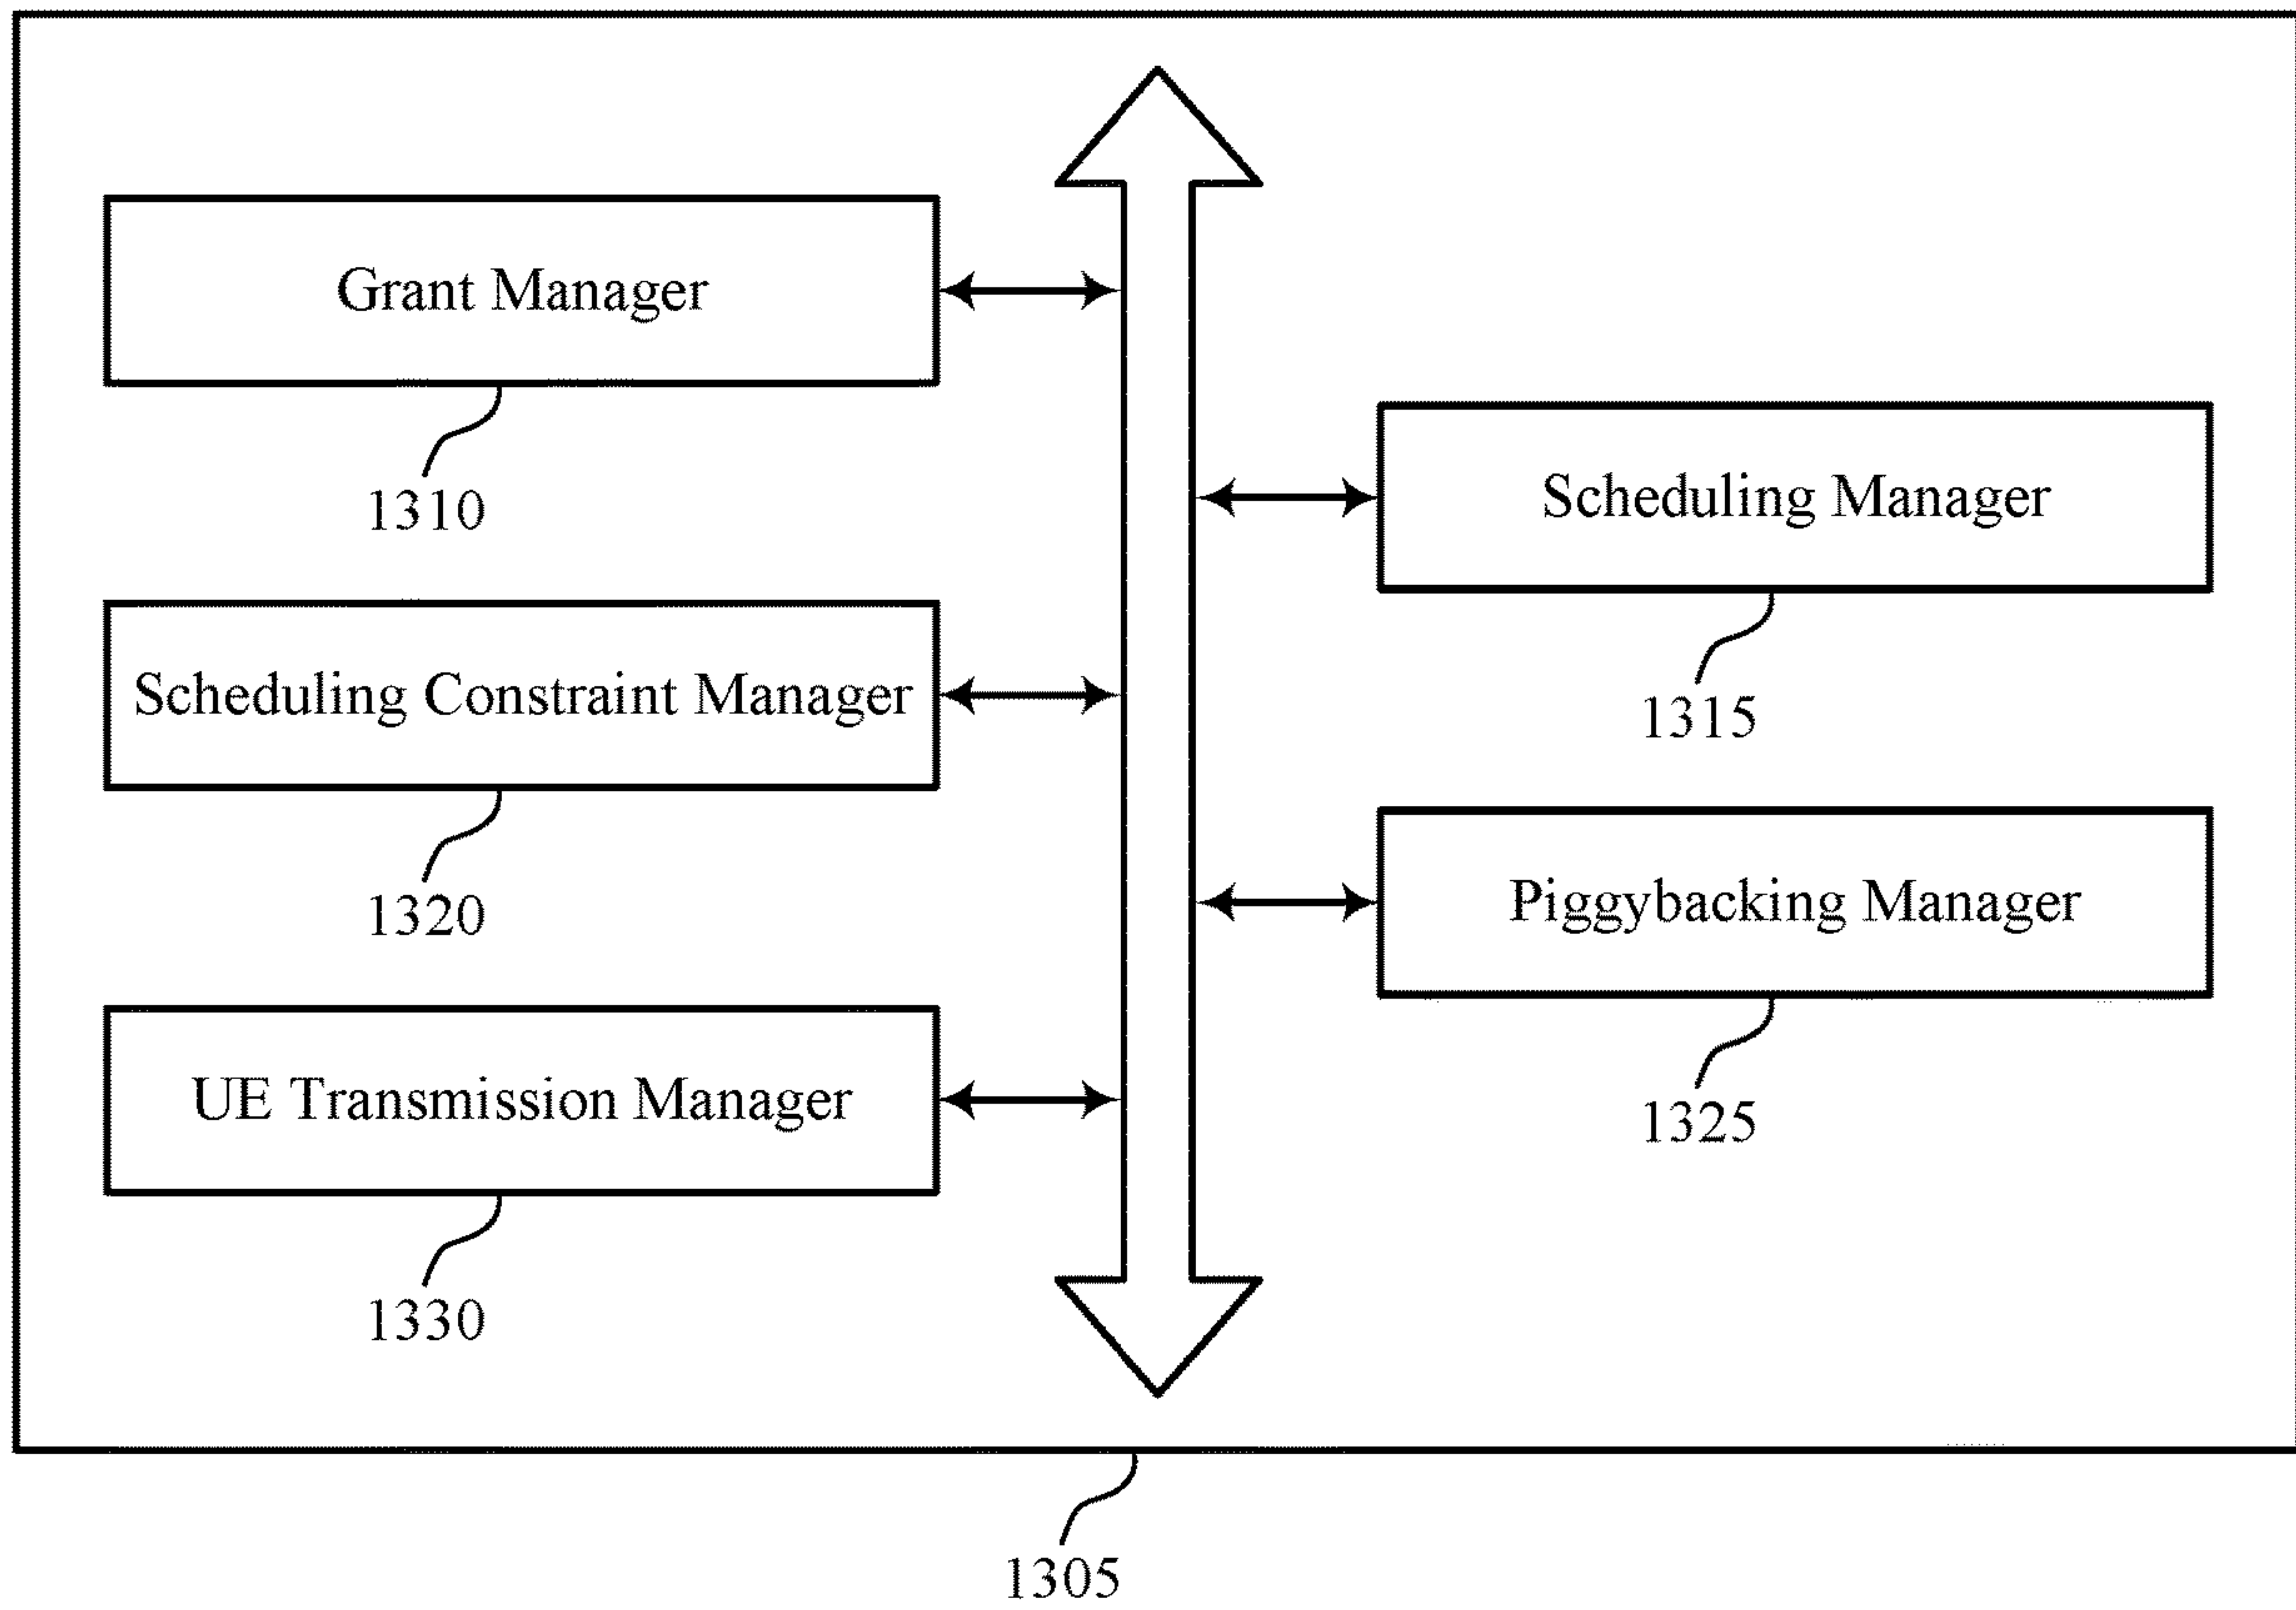 Grant Manager
1310
Scheduling Manager
1315
Scheduling Constraint Manager
1320
Piggybacking Manager
1325
UE Transmission Manager
1330
1305